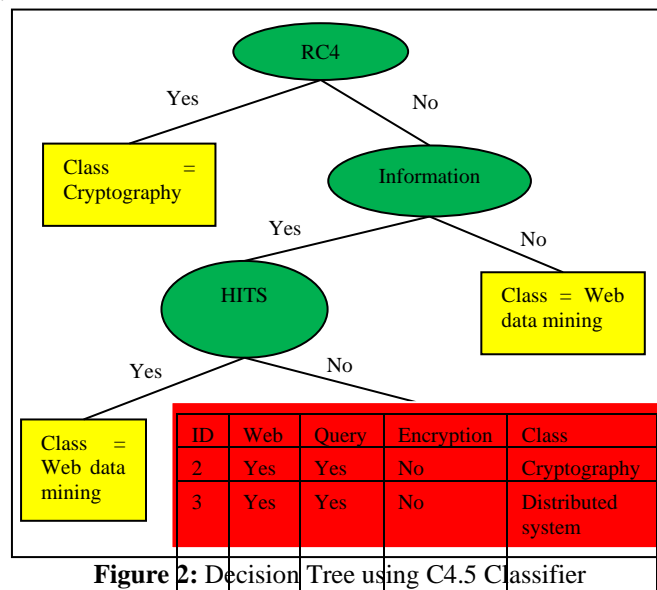 RC4
Yes
No
Class =
Cryptography
Information
Yes
No
HITS
Class = Web
data mining
Yes
No
Class =
Web data
mining
ID Web Query Encryption Class
2 Yes Yes No Cryptography
3 Yes Yes No Distributed
system
Figure 2: Decision Tree using C4.5 Classifier